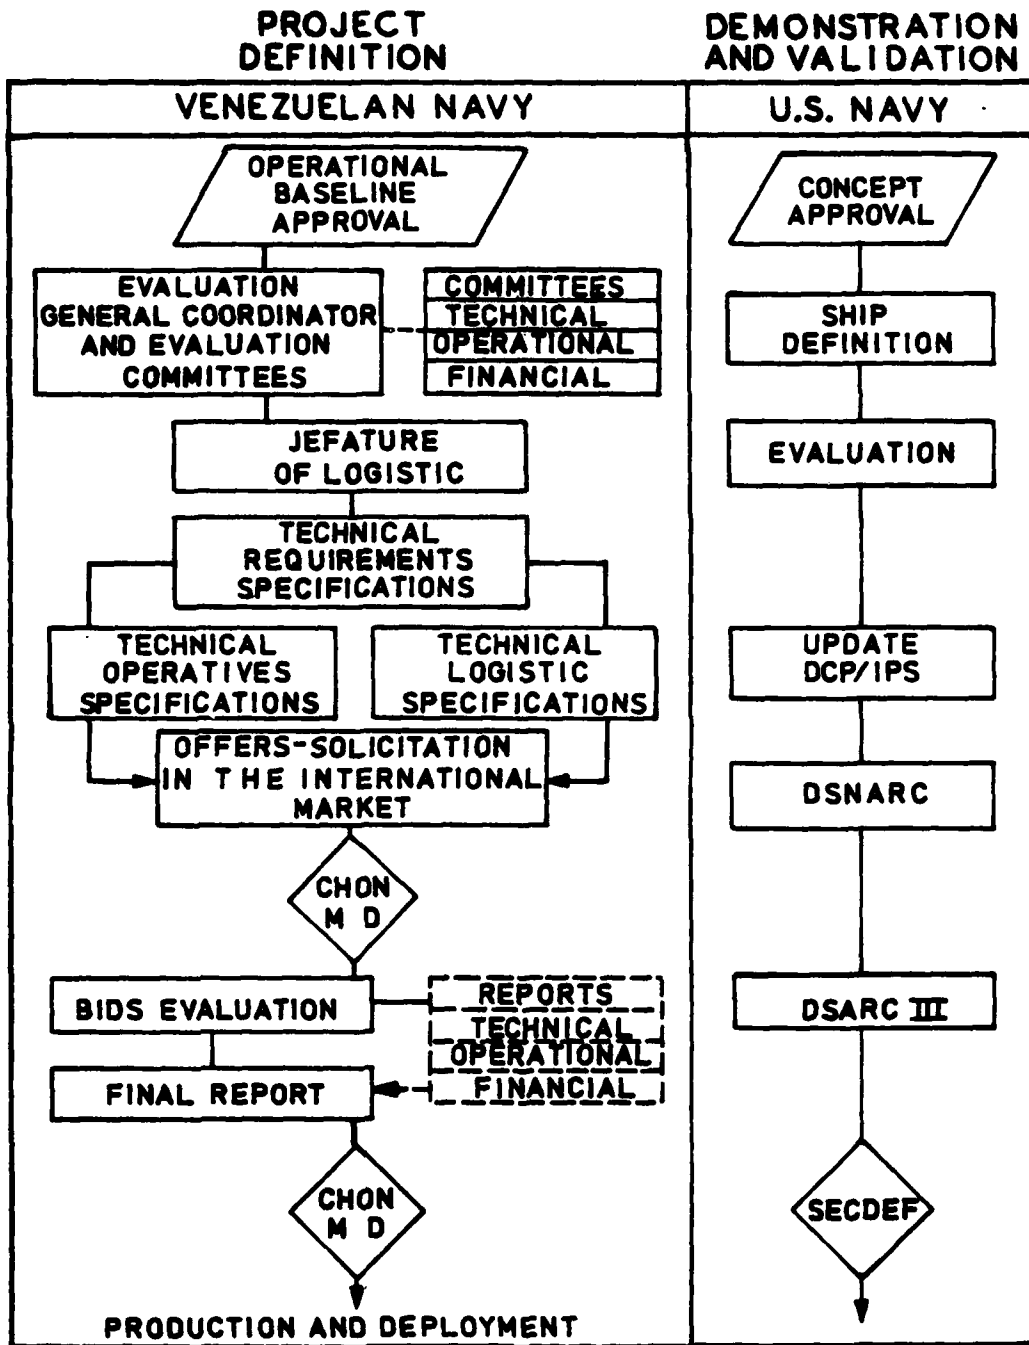 PROJECT
DEFINITION
DEMONSTRATION
AND VALIDATION
VENEZUELAN NAVY
U.S. NAVY
OPERATIONAL
BASELINE
APPROVAL
EVALUATION
GENERAL COORDINATOR
AND EVALUATION
COMMITTEES
COMMITTEES
TECHNICAL
OPERATIONAL
FINANCIAL
JEFATURE
OF LOGISTIC
TECHNICAL
REQUIREMENTS
SPECIFICATIONS
TECHNICAL
OPERATIVES
SPECIFICATIONS
TECHNICAL
LOGISTIC
SPECIFICATIONS
OFFERS-SOLICITATION
IN THE INTERNATIONAL
MARKET
CHON
M D
BIDS EVALUATION
REPORTS
TECHNICAL
OPERATIONAL
FINANCIAL
FINAL REPORT
CHON
M D
PRODUCTION AND DEPLOYMENT
CONCEPT
APPROVAL
SHIP
DEFINITION
EVALUATION
UPDATE
DCP/IPS
DSNARC
DSARC III
SECDEF